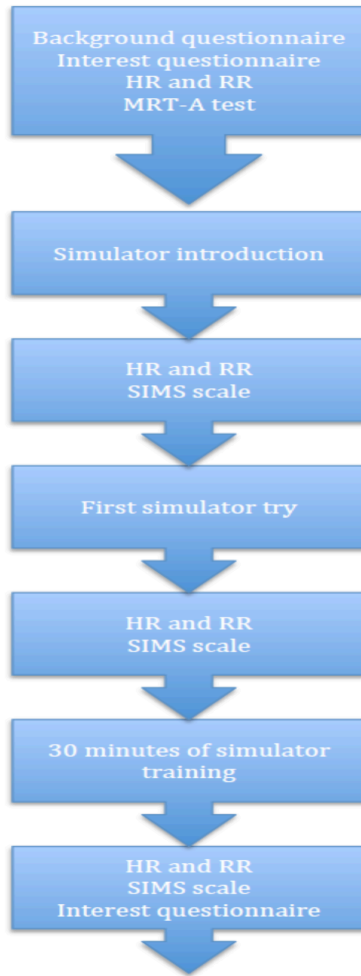 Background questionnaire
Interest questionnaire
HR and RR
MRT-A test
Simulator introduction
HR and RR
SIMS scale
First simulator try
HR and RR
SIMS scale
30 minutes of simulator
training
HR and RR
SIMS scale
Interest questionnaire